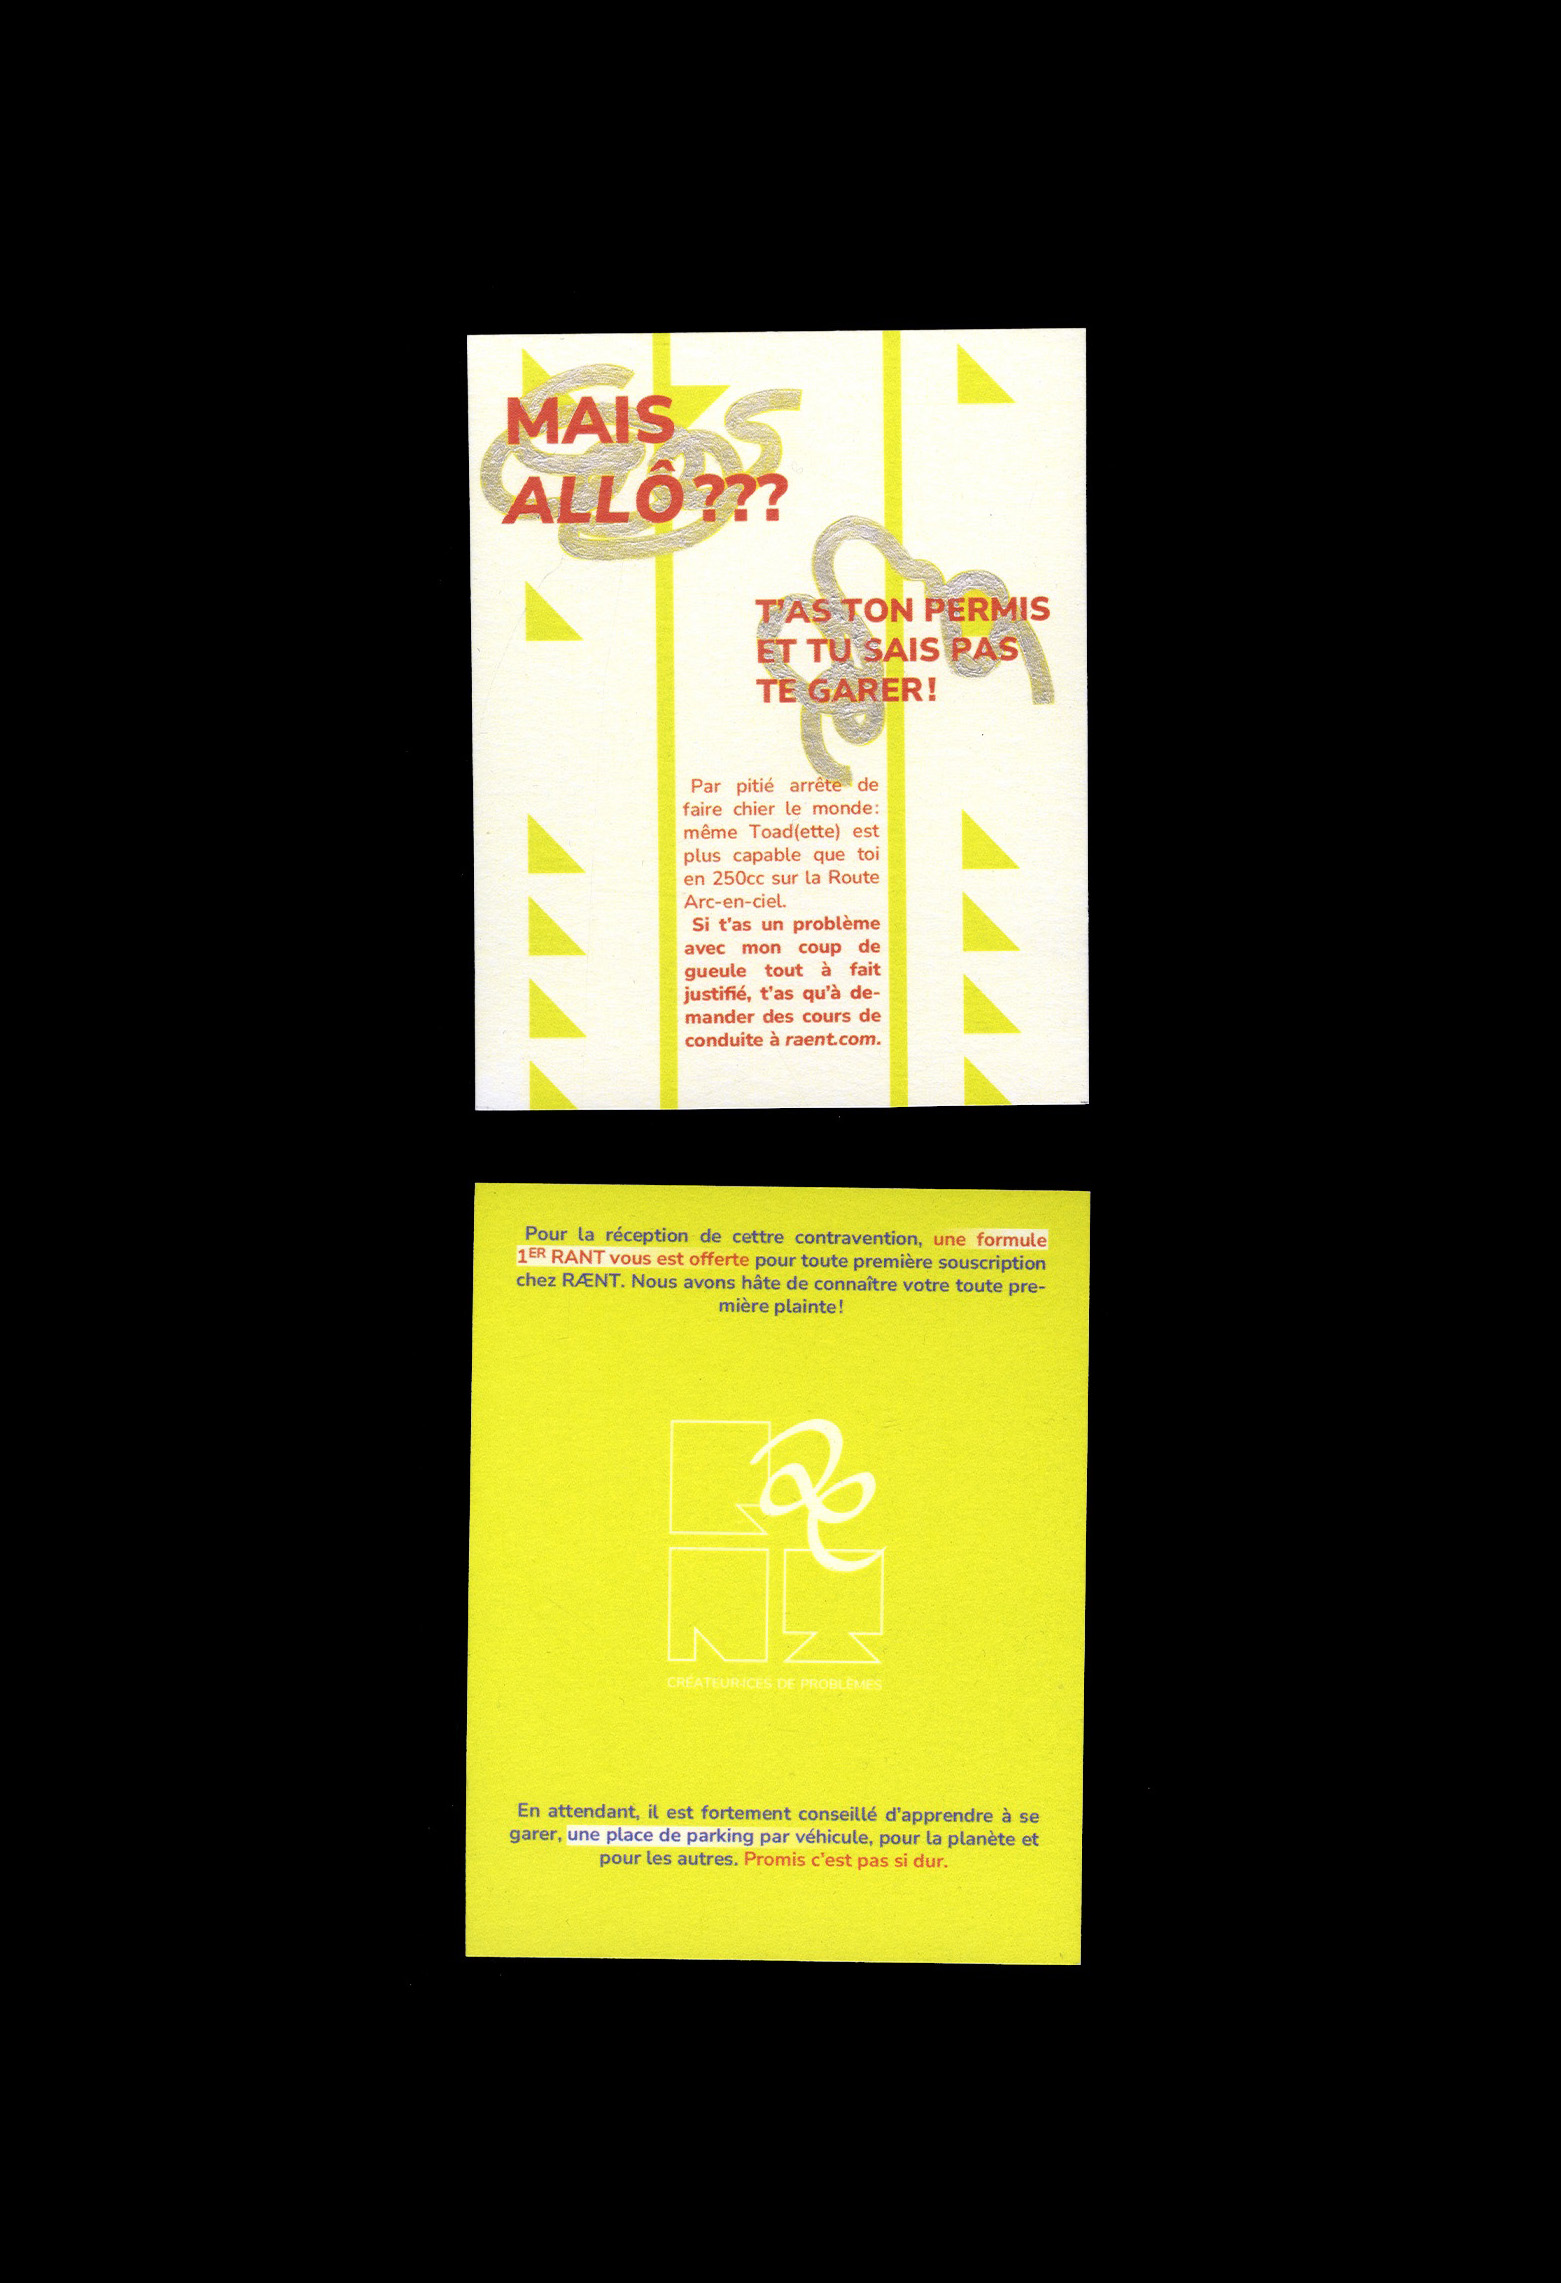 MAIS
ALLÔ ???
T'AS TON PERMIS
ET TU SAIS PAS
TE GARER !
Par pitié arrête de
faire chier le monde :
même Toad(ette) est
plus capable que toi
en 250cc sur la Route
Arc-en-ciel.
Si t'as un problème
avec mon coup de
gueule tout à fait
justifié, t'as qu'à de-
mander des cours de
conduite à raent.com.
Pour la réception de cettre contravention, une formule
1ER RANT vous est offerte pour toute première souscription
chez RÆNT. Nous avons hâte de connaître votre toute pre-
mière plainte !
RÆ
NT
CRÉATEUR·ICES DE PROBLÈMES
En attendant, il est fortement conseillé d'apprendre à se
garer, une place de parking par véhicule, pour la planète et
pour les autres. Promis c'est pas si dur.